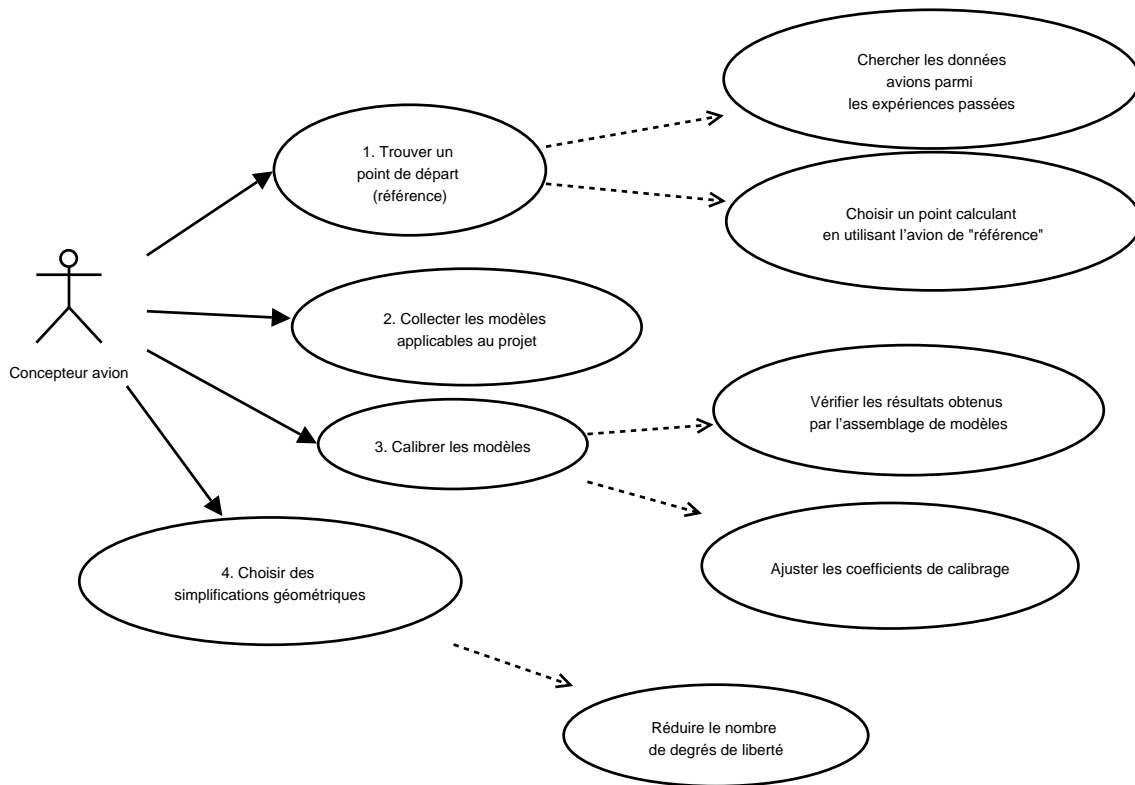 Chercher les données
avions parmi
les expériences passées
1. Trouver un
point de départ
(référence)
Choisir un point calculant
en utilisant l’avion de "référence"
2. Collecter les modèles
applicables au projet
Concepteur avion
Vérifier les résultats obtenus
par l’assemblage de modèles
3. Calibrer les modèles
Ajuster les coefficients de calibrage
4. Choisir des
simplifications géométriques
Réduire le nombre
de degrés de liberté